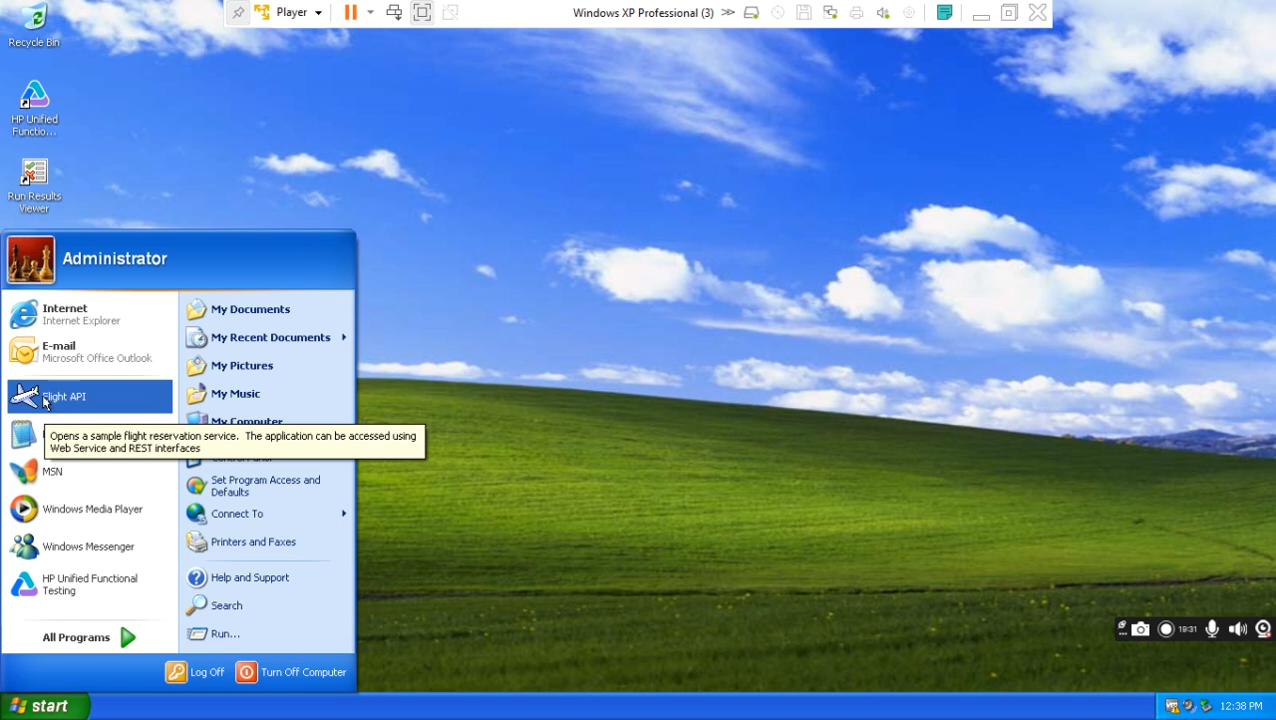 Player
Windows XP Professional (3)
Recycle Bin
HP Unified
Functio...
Run Results
Viewer
Administrator
Internet
Internet Explorer
E-mail
Microsoft Office Outlook
Flight API
Opens a sample flight reservation service. The application can be accessed using
Web Service and REST interfaces
MSN
Windows Media Player
Windows Messenger
HP Unified Functional
Testing
All Programs
My Documents
My Recent Documents
My Pictures
My Music
My Computer
Set Program Access and
Defaults
Connect To
Printers and Faxes
Help and Support
Search
Run...
Log Off
Turn Off Computer
19:31
start
12:38 PM